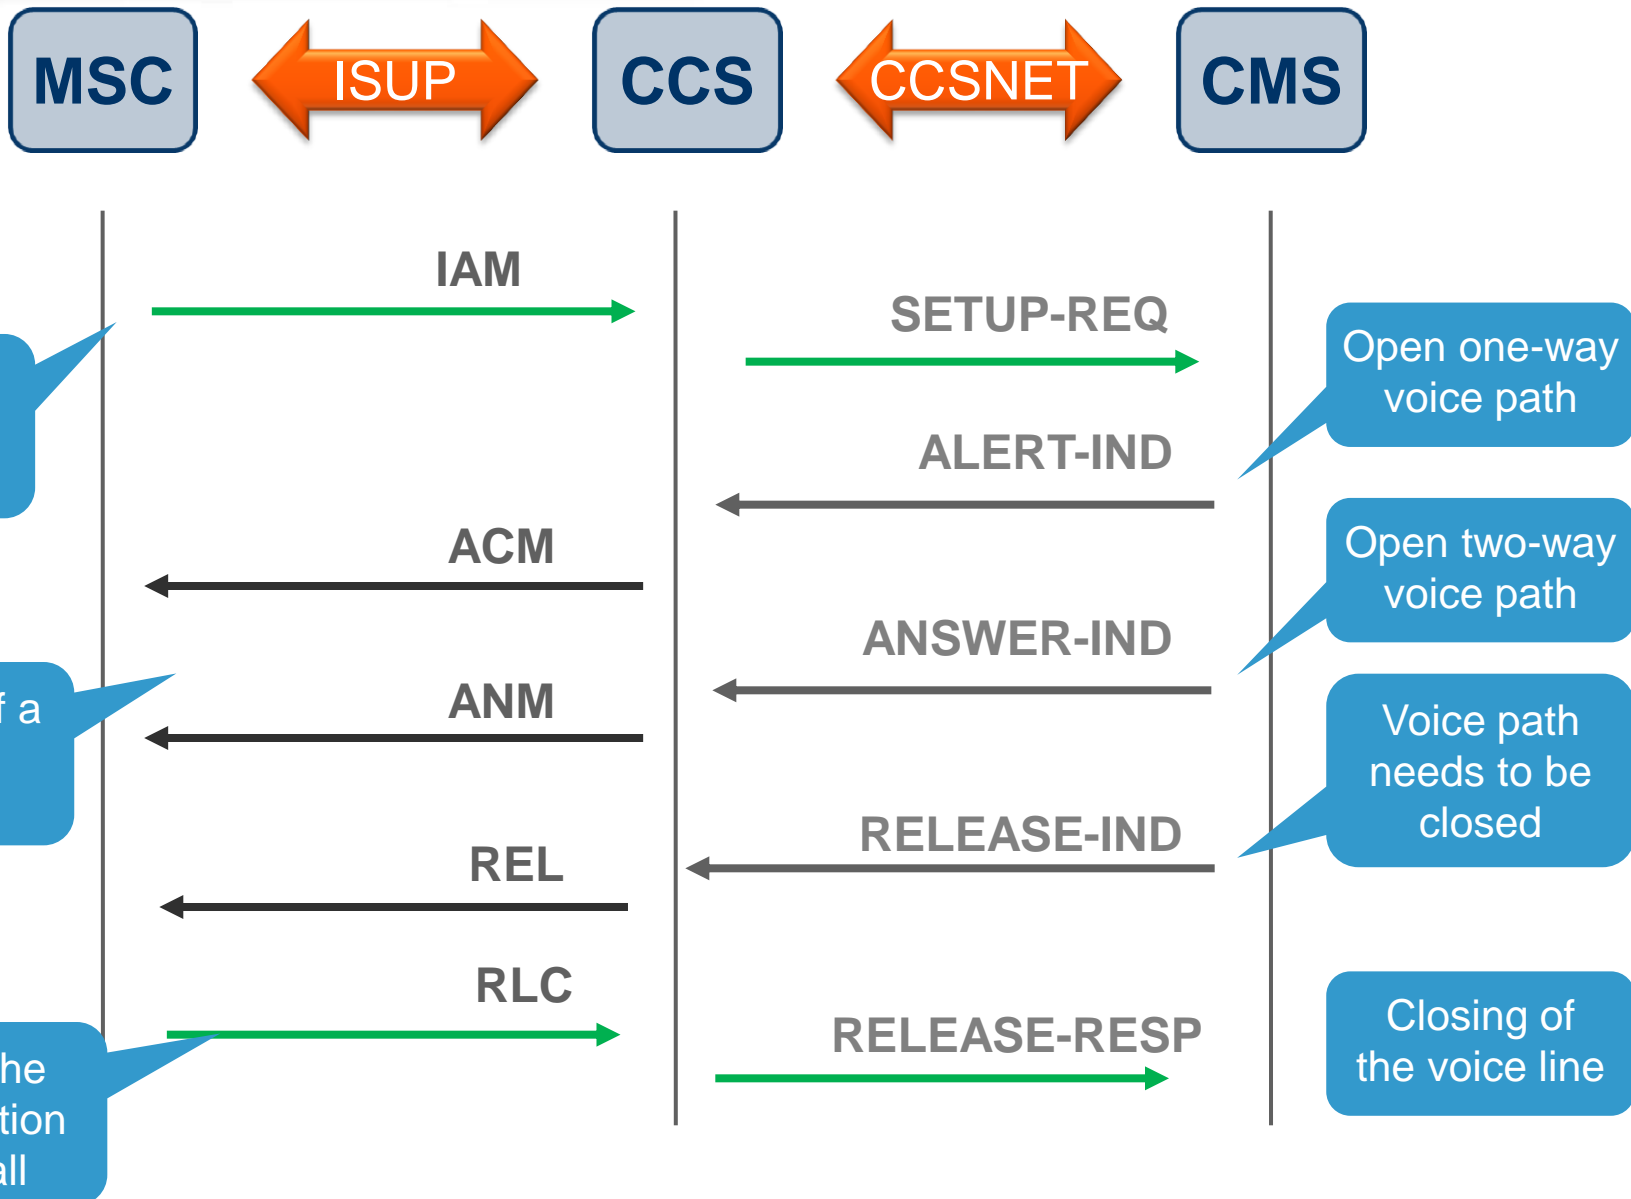 MSC
ISUP
CCS
CCSNET
CMS
IAM
SETUP-REQ
Open one-way
voice path
ALERT-IND
ACM
Open two-way
voice path
ANSWER-IND
a
ANM
Voice path
needs to be
closed
RELEASE-IND
REL
RLC
RELEASE-RESP
Closing of
the voice line